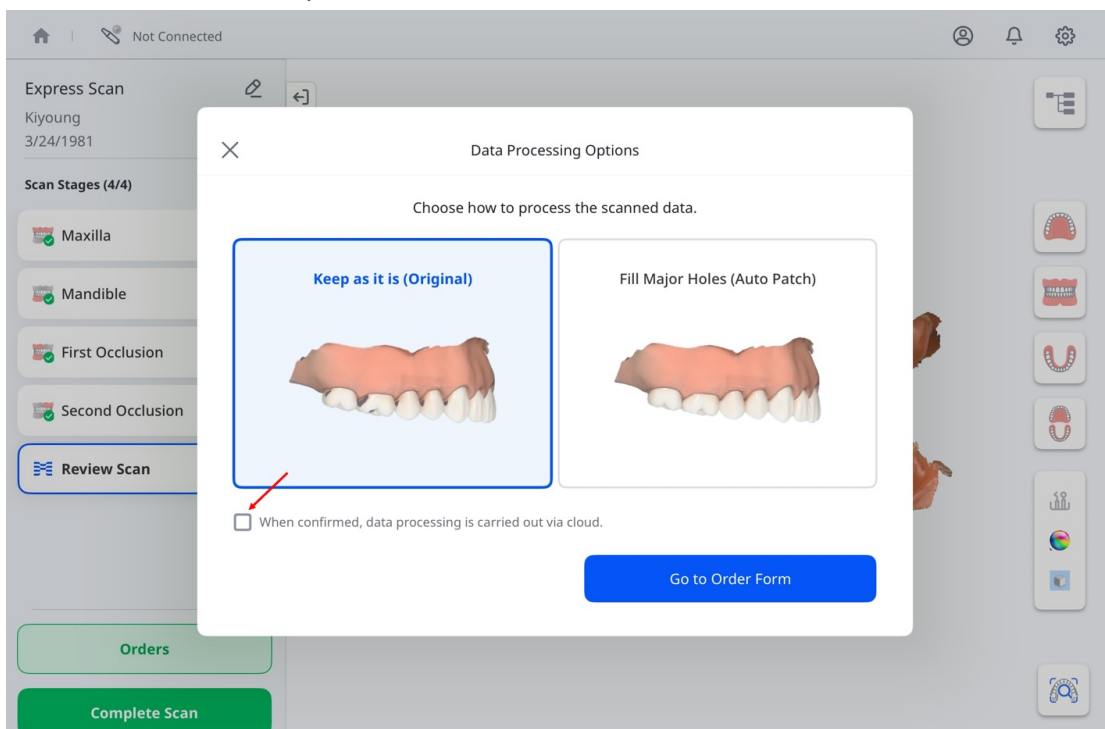 Not Connected
Express Scan
Kiyoung
3/24/1981
Scan Stages (4/4)
Maxilla
Mandible
First Occlusion
Second Occlusion
Review Scan
Orders
Complete Scan
Data Processing Options
Choose how to process the scanned data.
Keep as it is (Original)
Fill Major Holes (Auto Patch)
When confirmed, data processing is carried out via cloud.
Go to Order Form